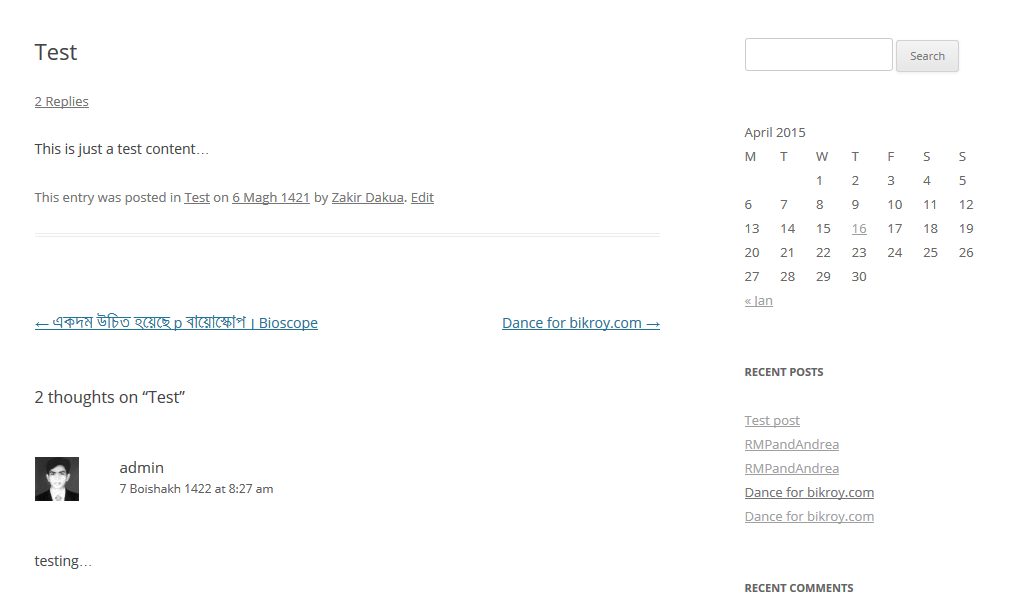 Test
2 Replies
This is just a test content…
This entry was posted in Test on 6 Magh 1421 by Zakir Dakua. Edit
← একদম উচিত হয়েছে p বায়োস্কোপ । Bioscope
Dance for bikroy.com →
2 thoughts on “Test”
admin
7 Boishakh 1422 at 8:27 am
testing…
Search
April 2015
M T W T F S S
1 2 3 4 5
6 7 8 9 10 11 12
13 14 15 16 17 18 19
20 21 22 23 24 25 26
27 28 29 30
« Jan
RECENT POSTS
Test post
RMPandAndrea
RMPandAndrea
Dance for bikroy.com
Dance for bikroy.com
RECENT COMMENTS